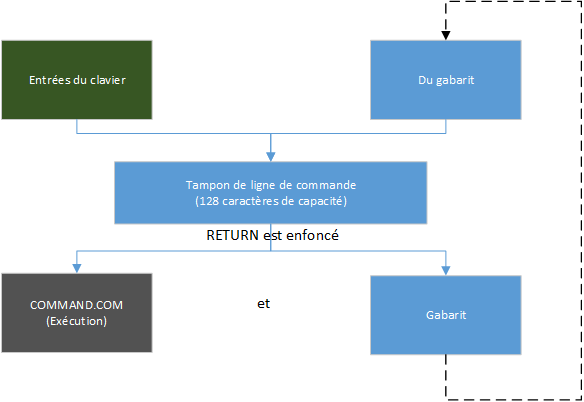 Entrées du clavier
Du gabarit
Tampon de ligne de commande
(128 caractères de capacité)
RETURN est enfoncé
COMMAND.COM
(Exécution)
et
Gabarit